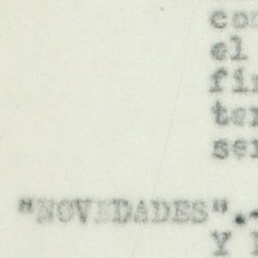 con
el
fin
ter
ser
"NOVEDADES".-
Y